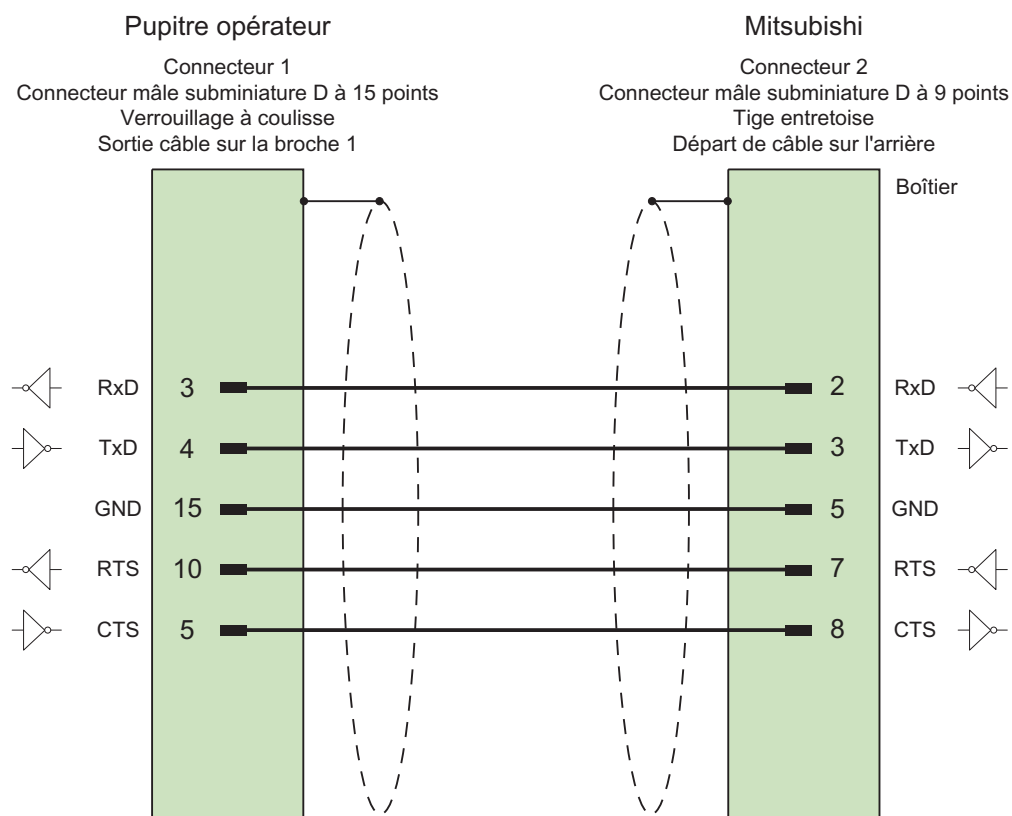 Pupitre opérateur
Connecteur 1
Connecteur mâle subminiature D à 15 points
Verrouillage à coulisse
Sortie câble sur la broche 1
Mitsubishi
Connecteur 2
Connecteur mâle subminiature D à 9 points
Tige entretoise
Départ de câble sur l'arrière
Boîtier
RxD 3 2 RxD
TxD 4 3 TxD
GND 15 5 GND
RTS 10 7 RTS
CTS 5 8 CTS